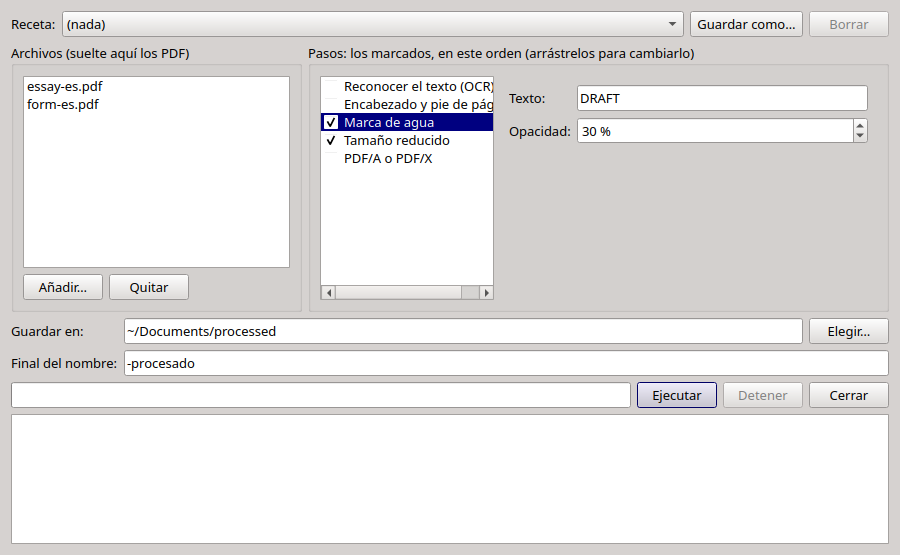 Receta: (nada) Guardar como... Borrar
Archivos (suelte aquí los PDF) Pasos: los marcados, en este orden (arrástrelos para cambiarlo)
essay-es.pdf
form-es.pdf
Añadir... Quitar
Reconocer el texto (OCR)
Encabezado y pie de pág
Marca de agua
Tamaño reducido
PDF/A o PDF/X
Texto: DRAFT
Opacidad: 30 %
Guardar en: ~/Documents/processed Elegir...
Final del nombre: -procesado
Ejecutar Detener Cerrar